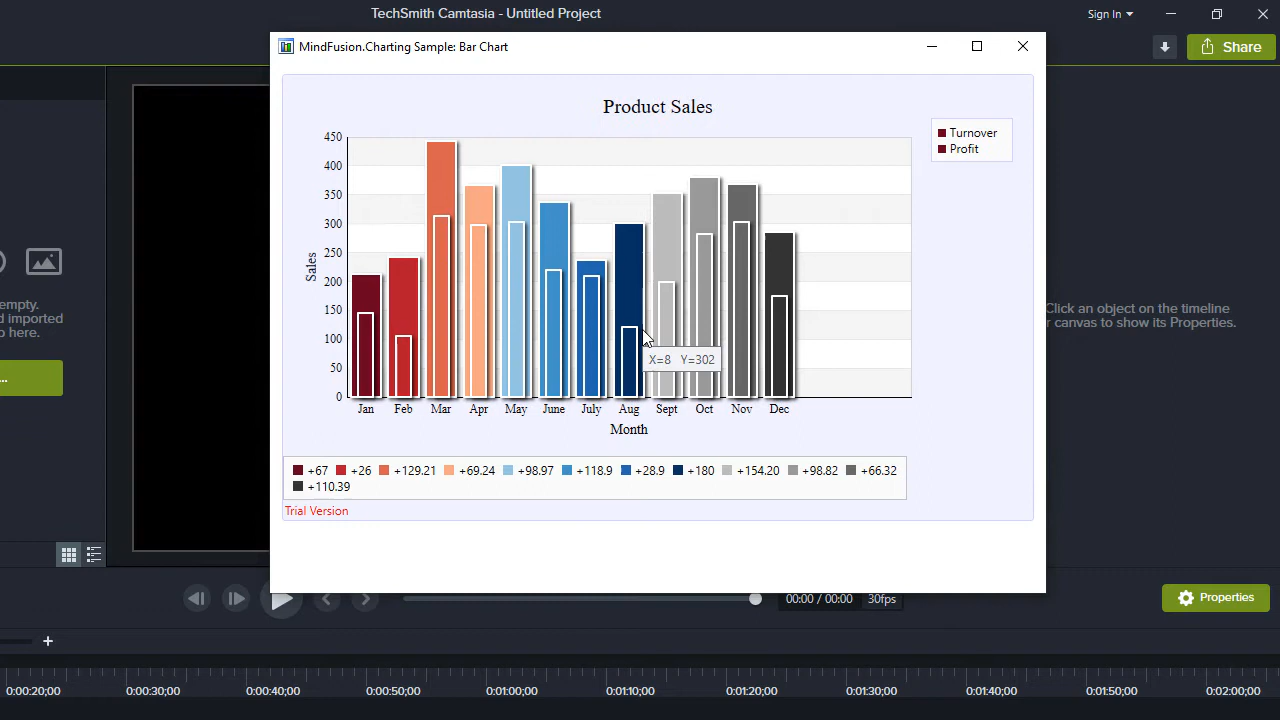 TechSmith Camtasia - Untitled Project
Sign In
Share
MindFusion.Charting Sample: Bar Chart
Product Sales
Turnover
Profit
450
400
350
300
250
200
150
100
50
0
Sales
X=8 Y=302
Jan Feb Mar Apr May June July Aug Sept Oct Nov Dec
Month
+67 +26 +129.21 +69.24 +98.97 +118.9 +28.9 +180 +154.20 +98.82 +66.32
+110.39
Trial Version
empty.
d imported
here.
...
Click an object on the timeline
r canvas to show its Properties.
00:00 / 00:00 30fps
Properties
+
0:00:20;00 0:00:30;00 0:00:40;00 0:00:50;00 0:01:00;00 0:01:10;00 0:01:20;00 0:01:30;00 0:01:40;00 0:01:50;00 0:02:00;00